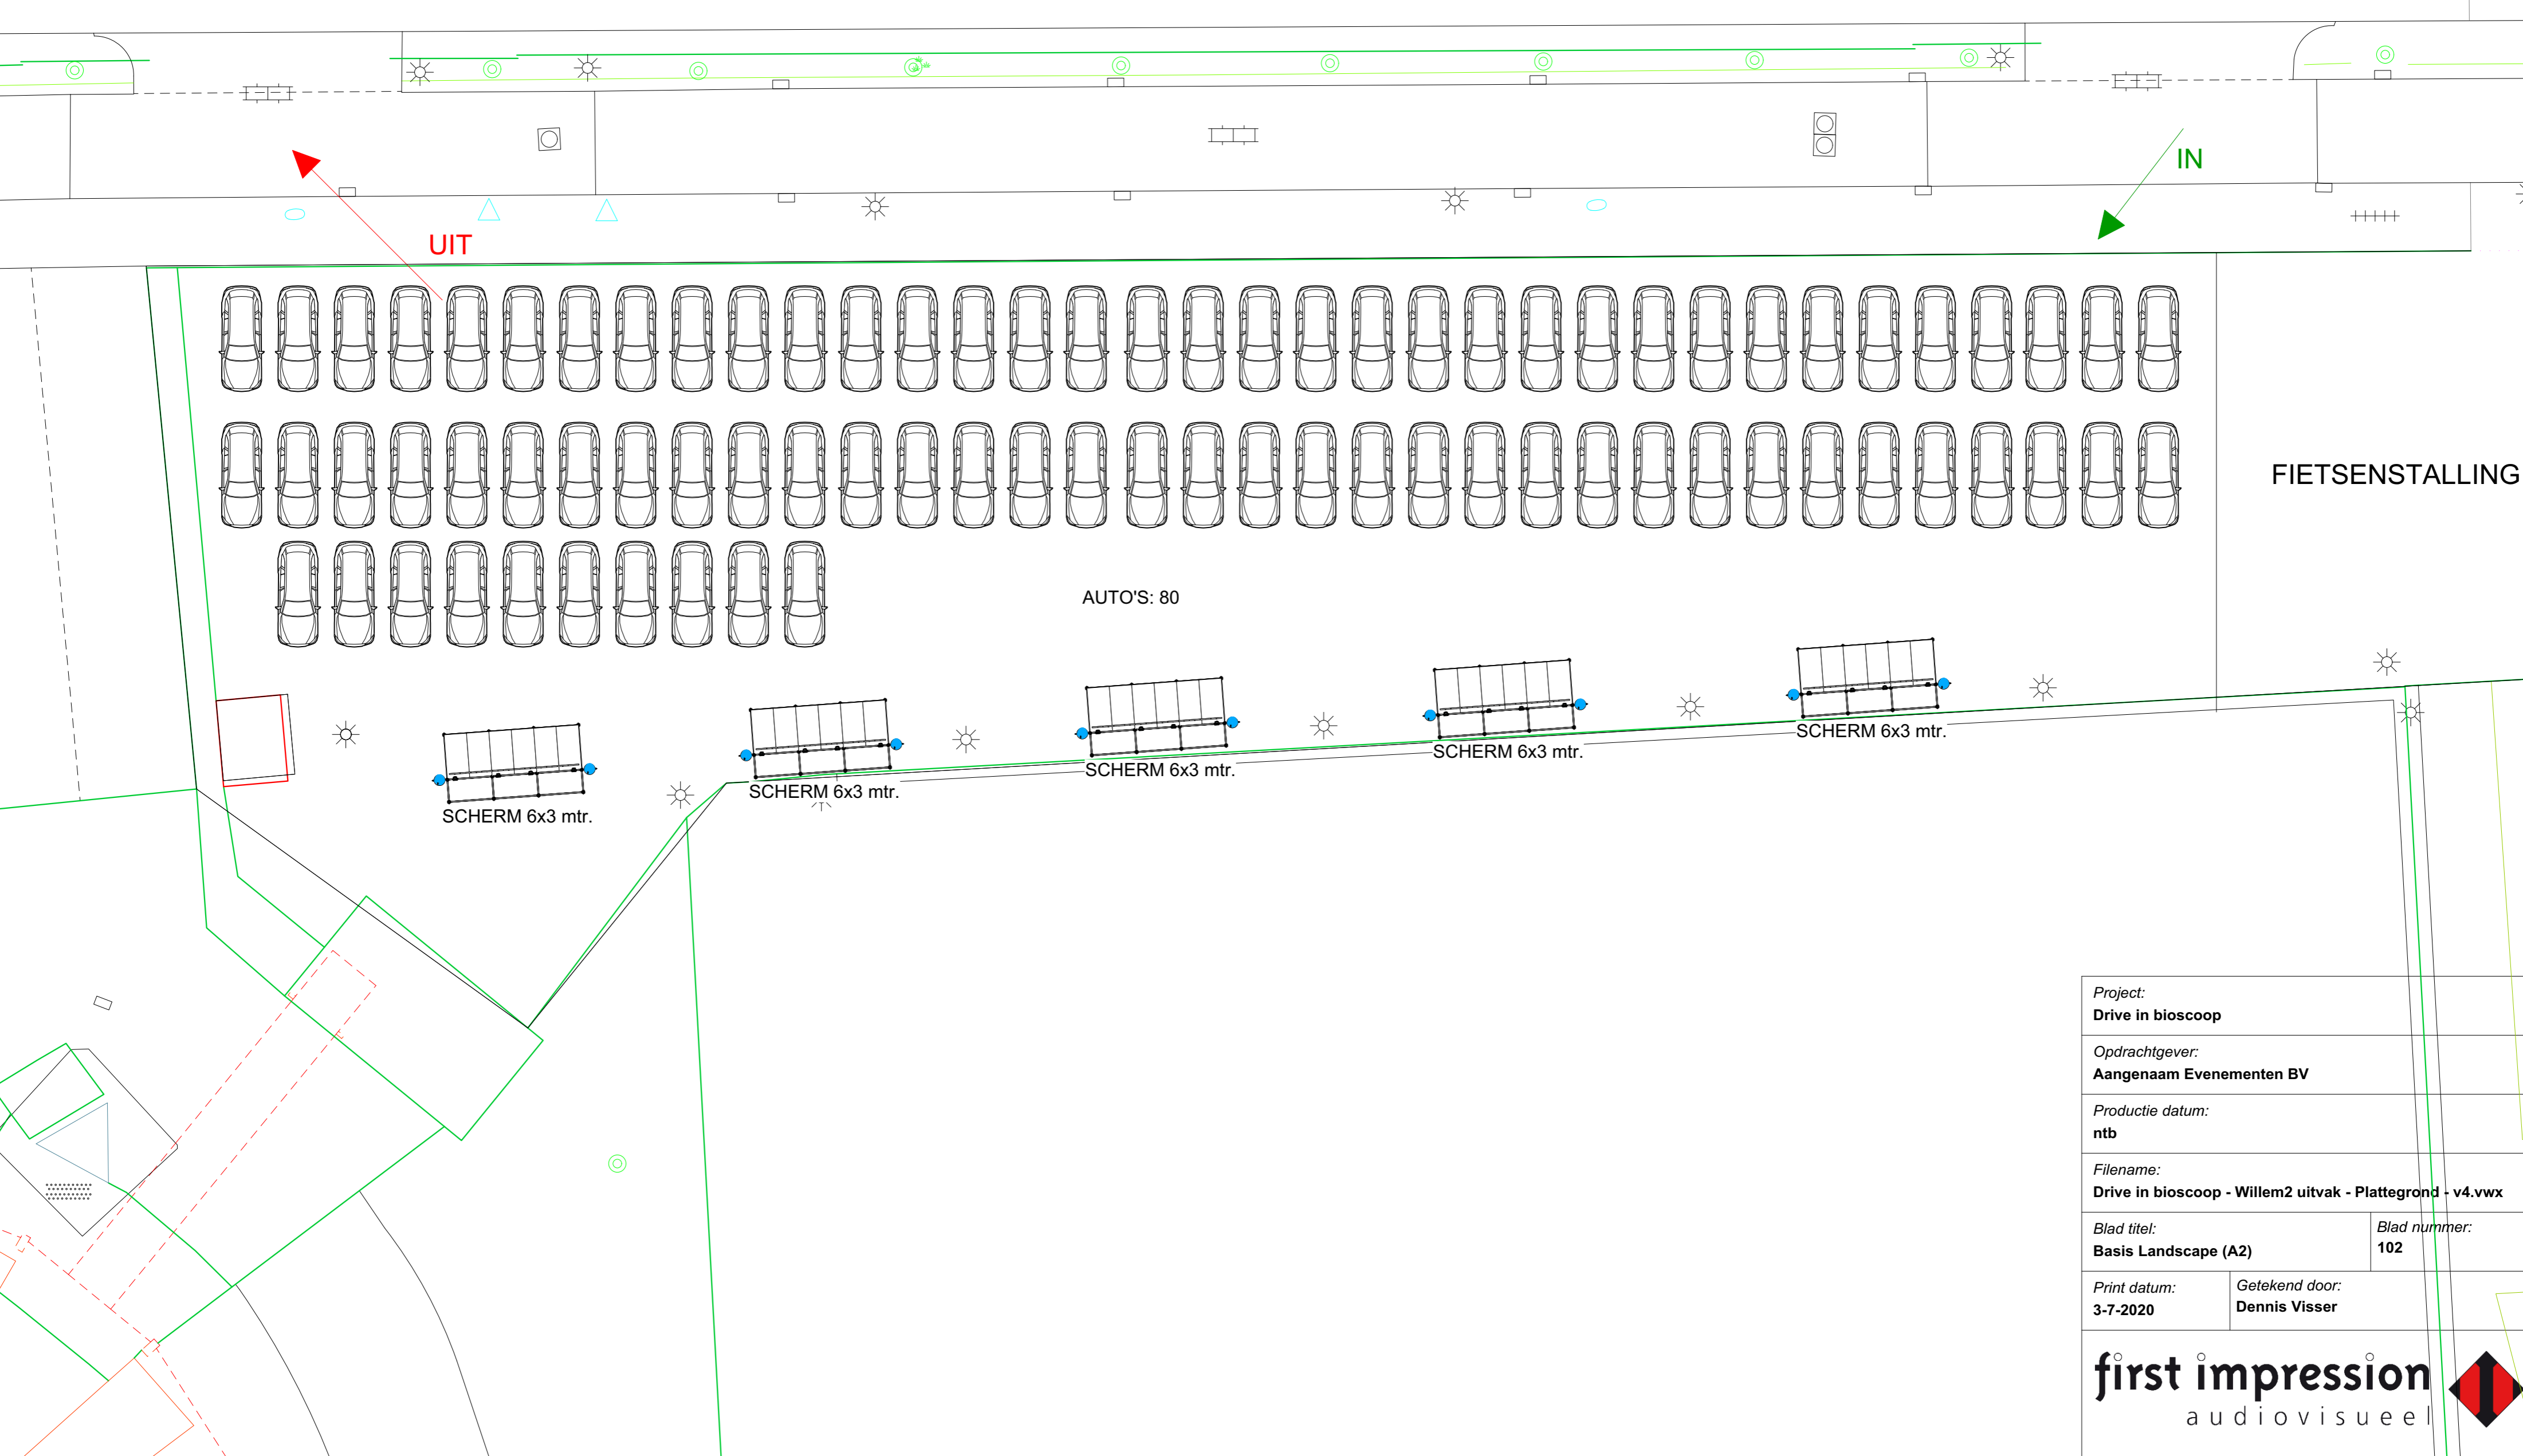 IN
UIT
FIETSENSTALLING
AUTO'S: 80
SCHERM 6x3 mtr.
SCHERM 6x3 mtr.
SCHERM 6x3 mtr.
SCHERM 6x3 mtr.
SCHERM 6x3 mtr.
Project:
Drive in bioscoop
Opdrachtgever:
Aangenaam Evenementen BV
Productie datum:
ntb
Filename:
Drive in bioscoop - Willem2 uitvak - Plattegrond - v4.vwx
Blad titel:
Basis Landscape (A2)
Blad nummer:
102
Print datum:
3-7-2020
Getekend door:
Dennis Visser
first impression
audiovisueel